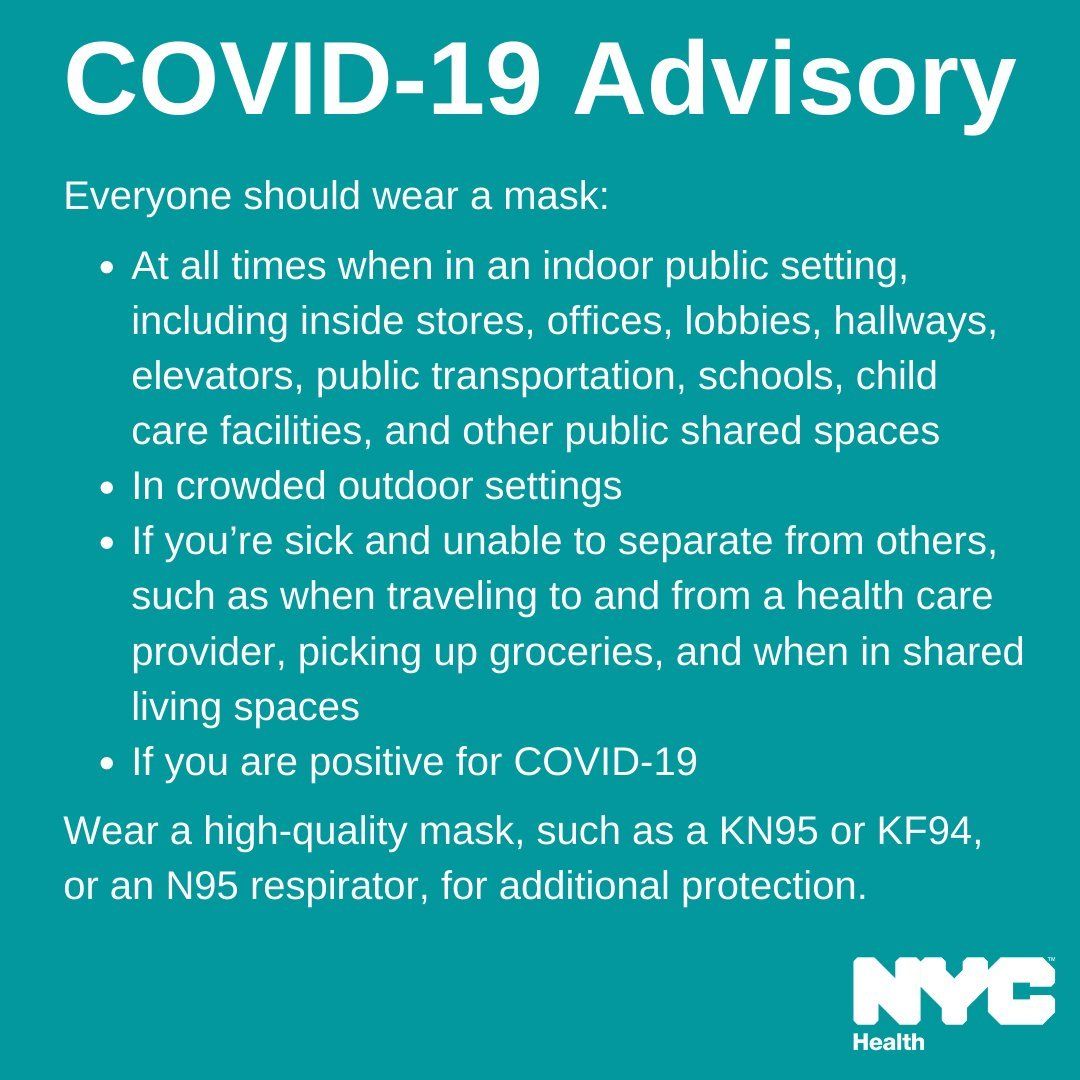 COVID-19 Advisory
Everyone should wear a mask:
• At all times when in an indoor public setting,
including inside stores, offices, lobbies, hallways,
elevators, public transportation, schools, child
care facilities, and other public shared spaces
• In crowded outdoor settings
• If you’re sick and unable to separate from others,
such as when traveling to and from a health care
provider, picking up groceries, and when in shared
living spaces
• If you are positive for COVID-19
Wear a high-quality mask, such as a KN95 or KF94,
or an N95 respirator, for additional protection.
NYC™
Health